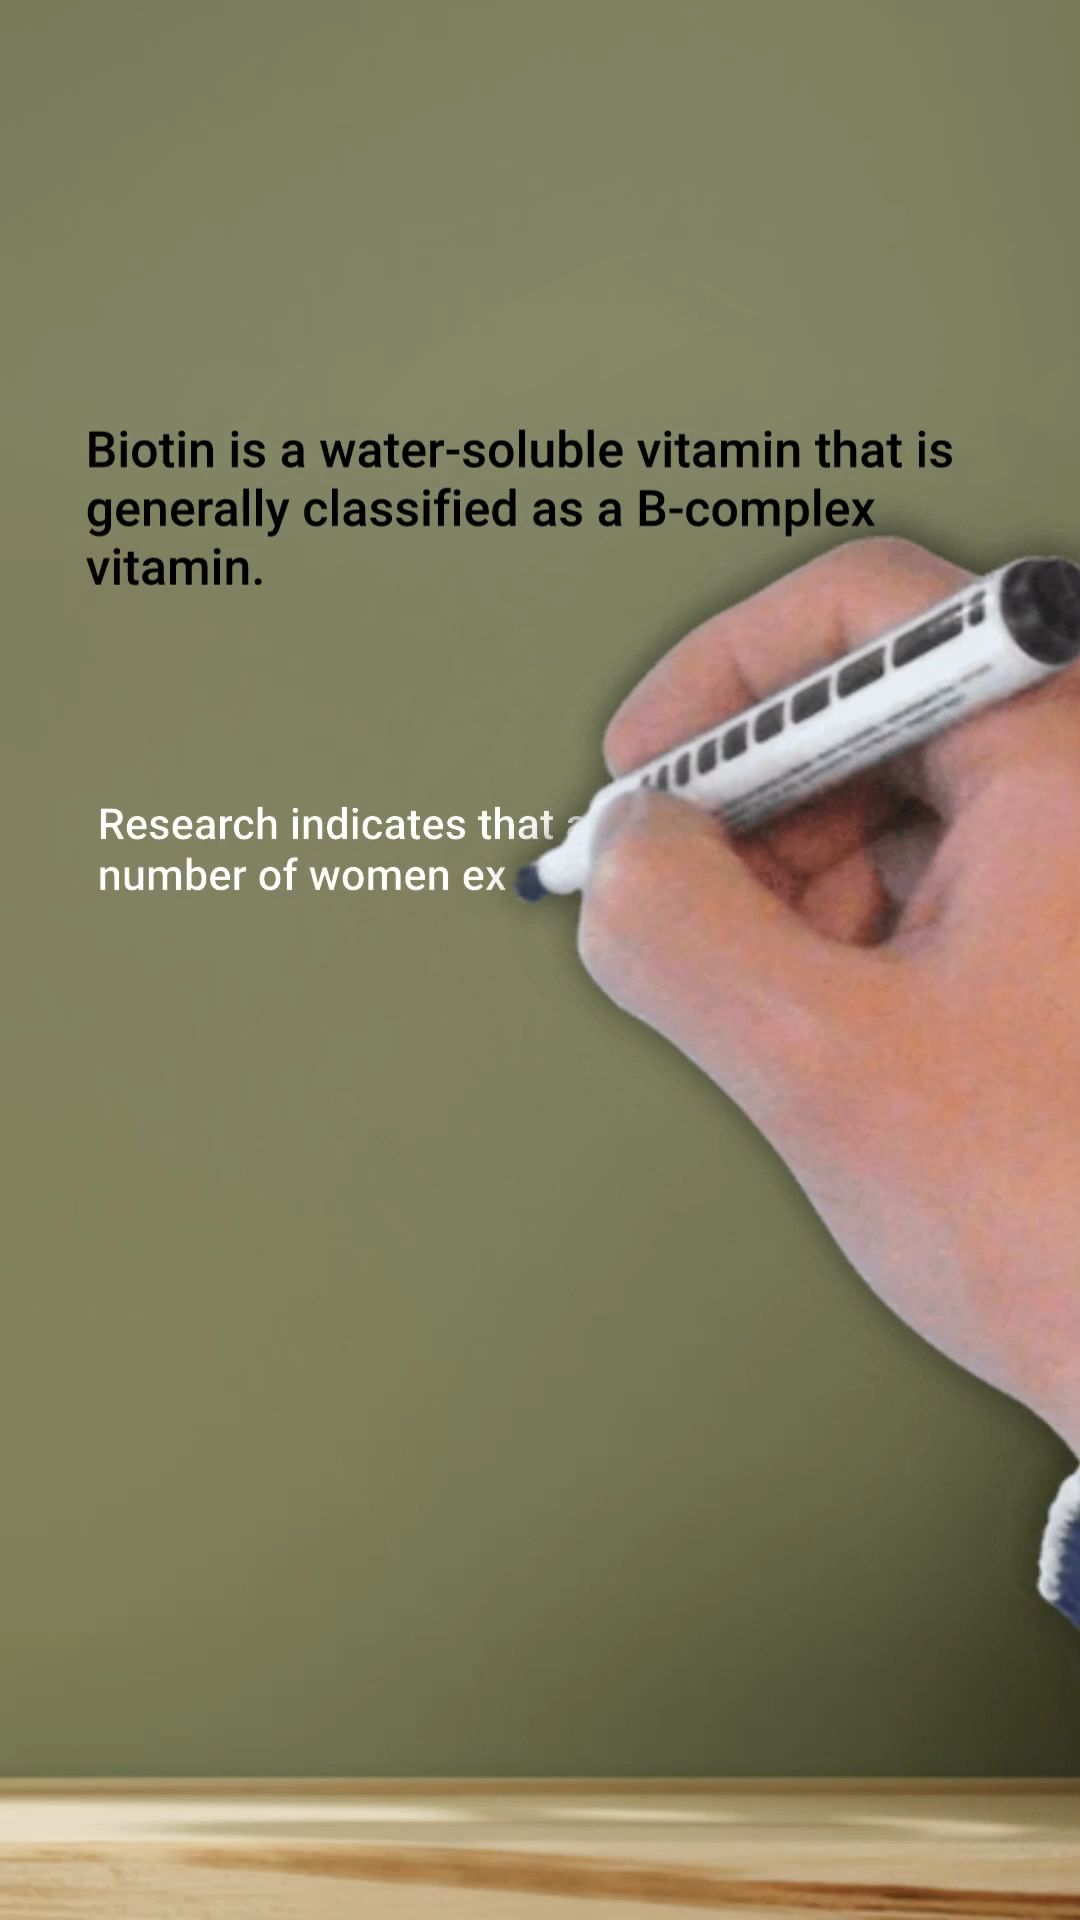 Biotin is a water-soluble vitamin that is
generally classified as a B-complex
vitamin.
Research indicates that
number of women ex